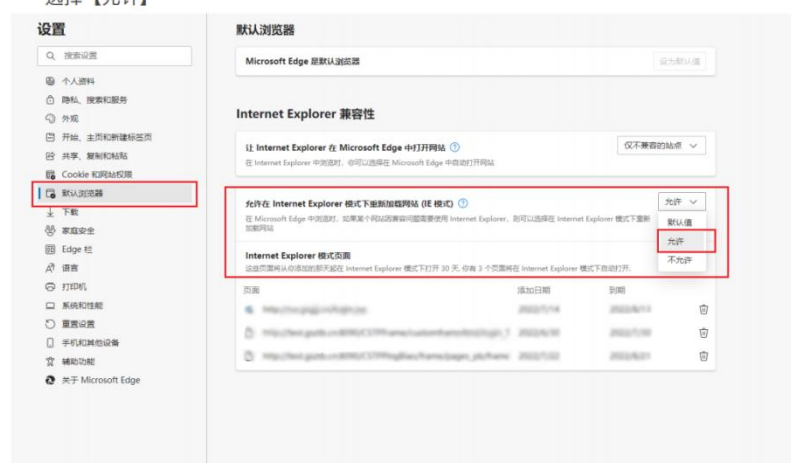 选择【允许】
设置
搜索设置
个人资料
隐私、搜索和服务
外观
开始、主页和新建标签页
共享、复制和粘贴
Cookie 和网站权限
默认浏览器
下载
家庭安全
Edge 栏
语言
打印机
系统和性能
重置设置
手机和其他设备
辅助功能
关于 Microsoft Edge
默认浏览器
Microsoft Edge 是默认浏览器
设为默认值
Internet Explorer 兼容性
让 Internet Explorer 在 Microsoft Edge 中打开网站
仅不兼容的站点
在 Internet Explorer 中浏览时，你可以选择在 Microsoft Edge 中自动打开网站
允许在 Internet Explorer 模式下重新加载网站 (IE 模式)
允许
在 Microsoft Edge 中浏览时，如果某个网站因兼容问题需要使用 Internet Explorer，则可以选择在 Internet Explorer 模式下重新
加载网站
默认值
允许
不允许
Internet Explorer 模式页面
这些页面将从你添加的那天起在 Internet Explorer 模式下打开 30 天. 你有 3 个页面将在 Internet Explorer 模式下自动打开.
页面
添加日期
到期